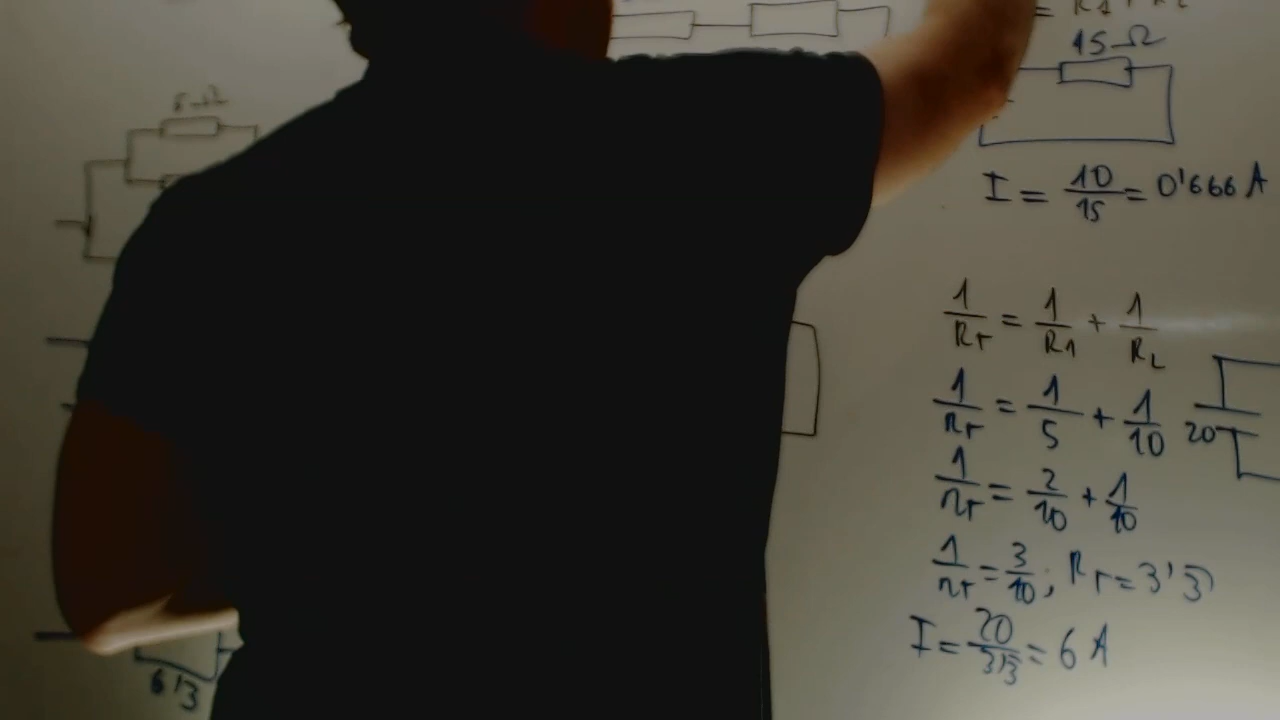 15 Ω
I = 10/15 = 0'666 A
1/RT = 1/R1 + 1/R2
1/RT = 1/5 + 1/10
20
1/RT = 2/10 + 1/10
1/RT = 3/10; RT = 3'3
I = 20/3'3 = 6 A
6'3